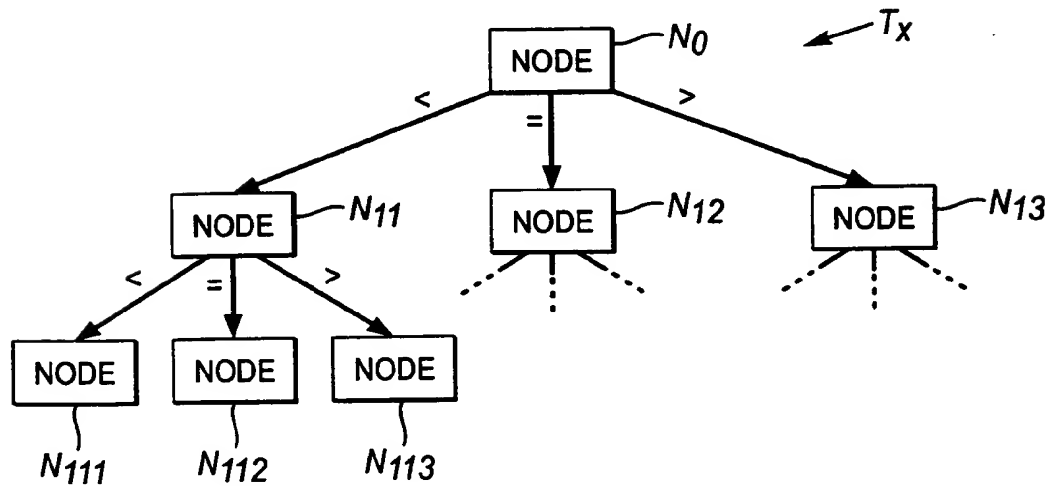 NODE N0 Tx
< = >
NODE N11 NODE N12 NODE N13
< = >
NODE NODE NODE
N111 N112 N113